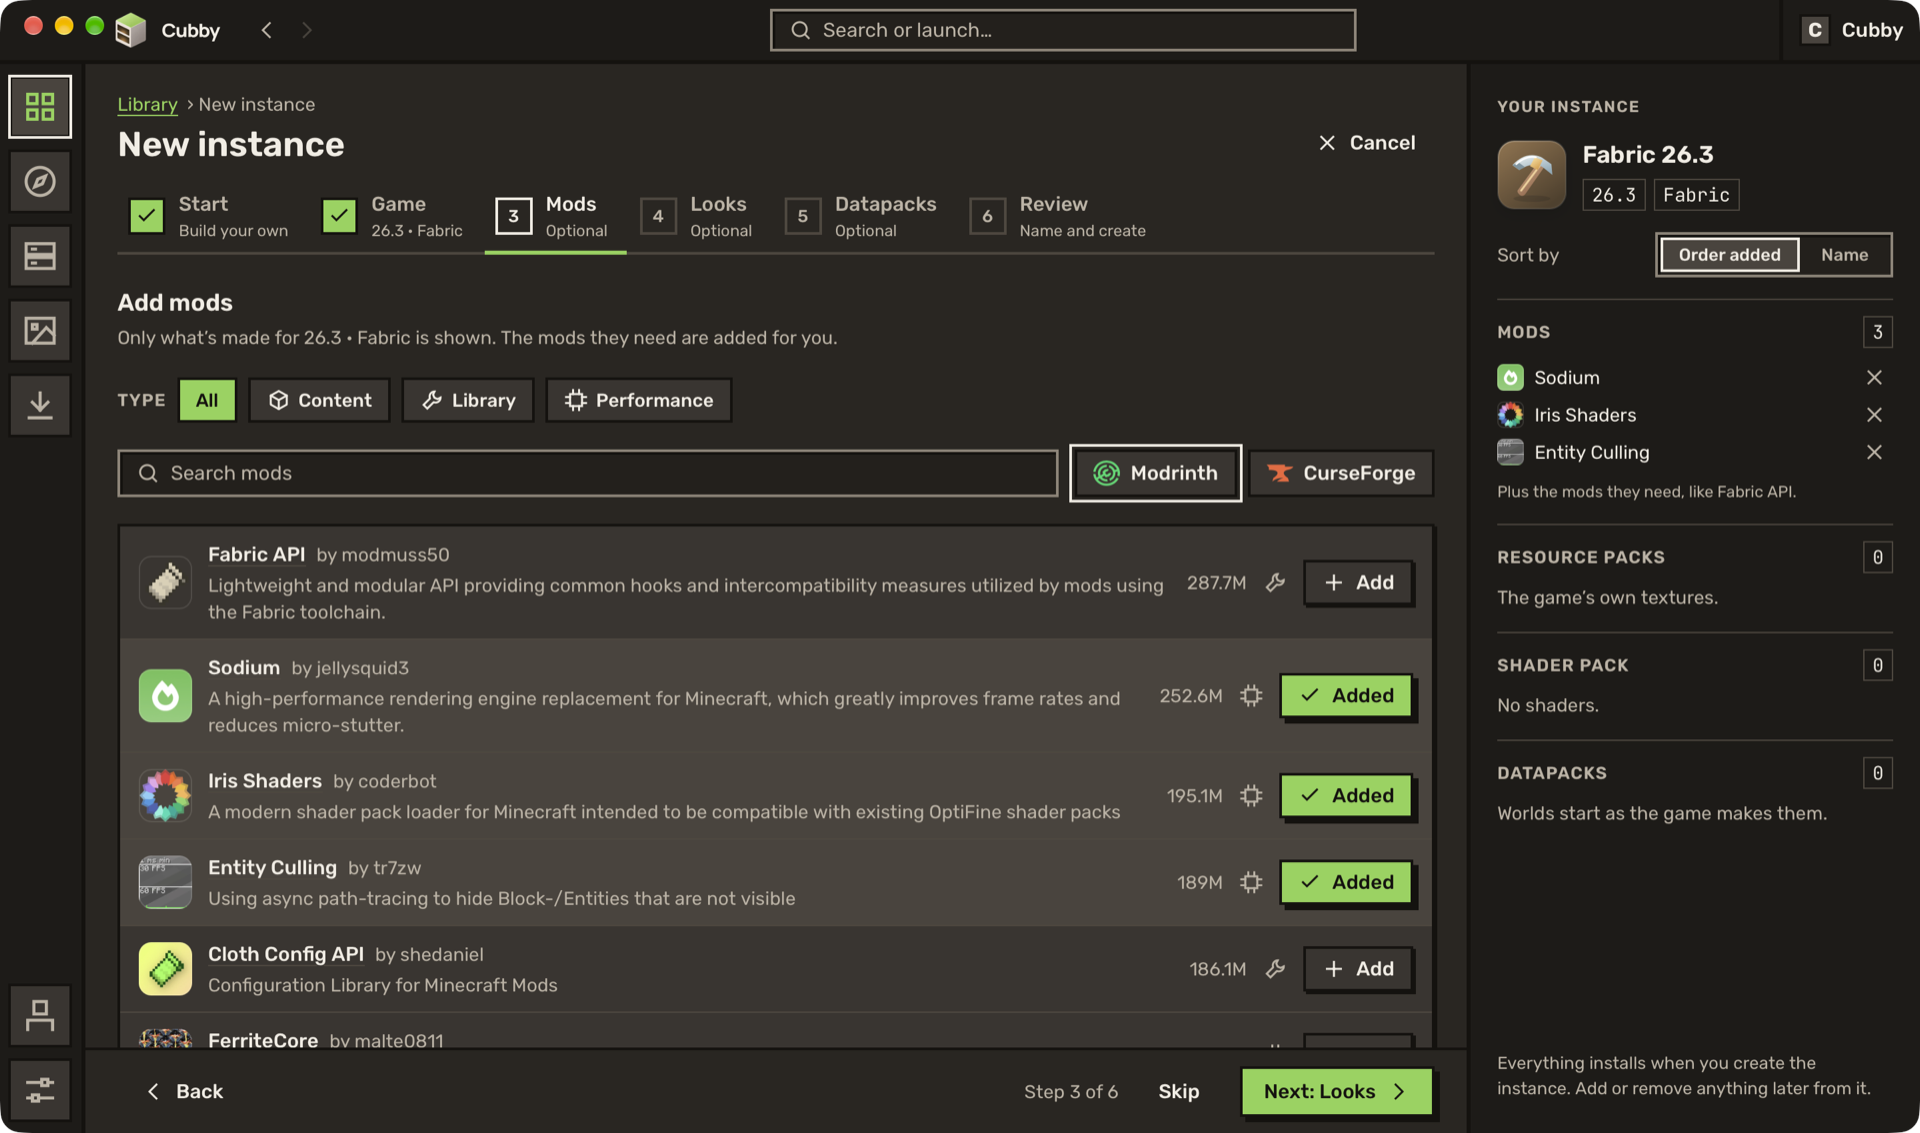 Cubby
Search or launch…
C Cubby
Library › New instance
New instance
Cancel
Start
Build your own
Game
26.3 • Fabric
3
Mods
Optional
4
Looks
Optional
5
Datapacks
Optional
6
Review
Name and create
Add mods
Only what’s made for 26.3 • Fabric is shown. The mods they need are added for you.
TYPE
All
Content
Library
Performance
Search mods
Modrinth
CurseForge
Fabric API by modmuss50
Lightweight and modular API providing common hooks and intercompatibility measures utilized by mods using
the Fabric toolchain.
287.7M
Add
Sodium by jellysquid3
A high-performance rendering engine replacement for Minecraft, which greatly improves frame rates and
reduces micro-stutter.
252.6M
Added
Iris Shaders by coderbot
A modern shader pack loader for Minecraft intended to be compatible with existing OptiFine shader packs
195.1M
Added
Entity Culling by tr7zw
Using async path-tracing to hide Block-/Entities that are not visible
189M
Added
Cloth Config API by shedaniel
Configuration Library for Minecraft Mods
186.1M
Add
FerriteCore by malte0811
Back
Step 3 of 6
Skip
Next: Looks
YOUR INSTANCE
Fabric 26.3
26.3 Fabric
Sort by
Order added
Name
MODS 3
Sodium
Iris Shaders
Entity Culling
Plus the mods they need, like Fabric API.
RESOURCE PACKS 0
The game’s own textures.
SHADER PACK 0
No shaders.
DATAPACKS 0
Worlds start as the game makes them.
Everything installs when you create the
instance. Add or remove anything later from it.